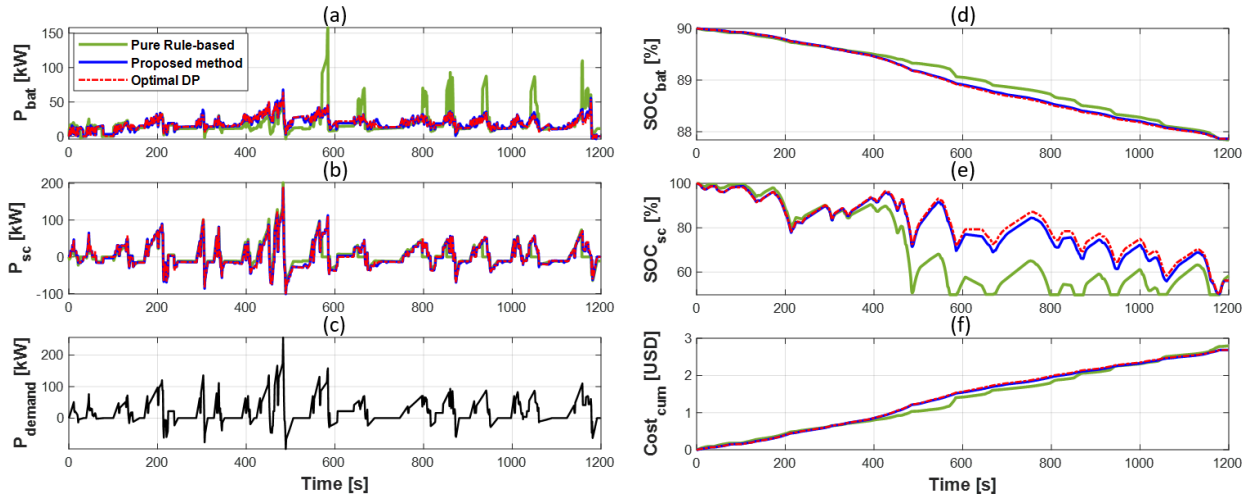 (a)
P_bat [kW]
150
100
50
0
Pure Rule-based
Proposed method
Optimal DP
0 200 400 600 800 1000 1200
(b)
P_sc [kW]
200
100
0
-100
0 200 400 600 800 1000 1200
(c)
P_demand [kW]
200
100
0
0 200 400 600 800 1000 1200
Time [s]
(d)
SOC_bat [%]
90
89
88
0 200 400 600 800 1000 1200
(e)
SOC_sc [%]
100
80
60
0 200 400 600 800 1000 1200
(f)
Cost_cum [USD]
3
2
1
0
0 200 400 600 800 1000 1200
Time [s]